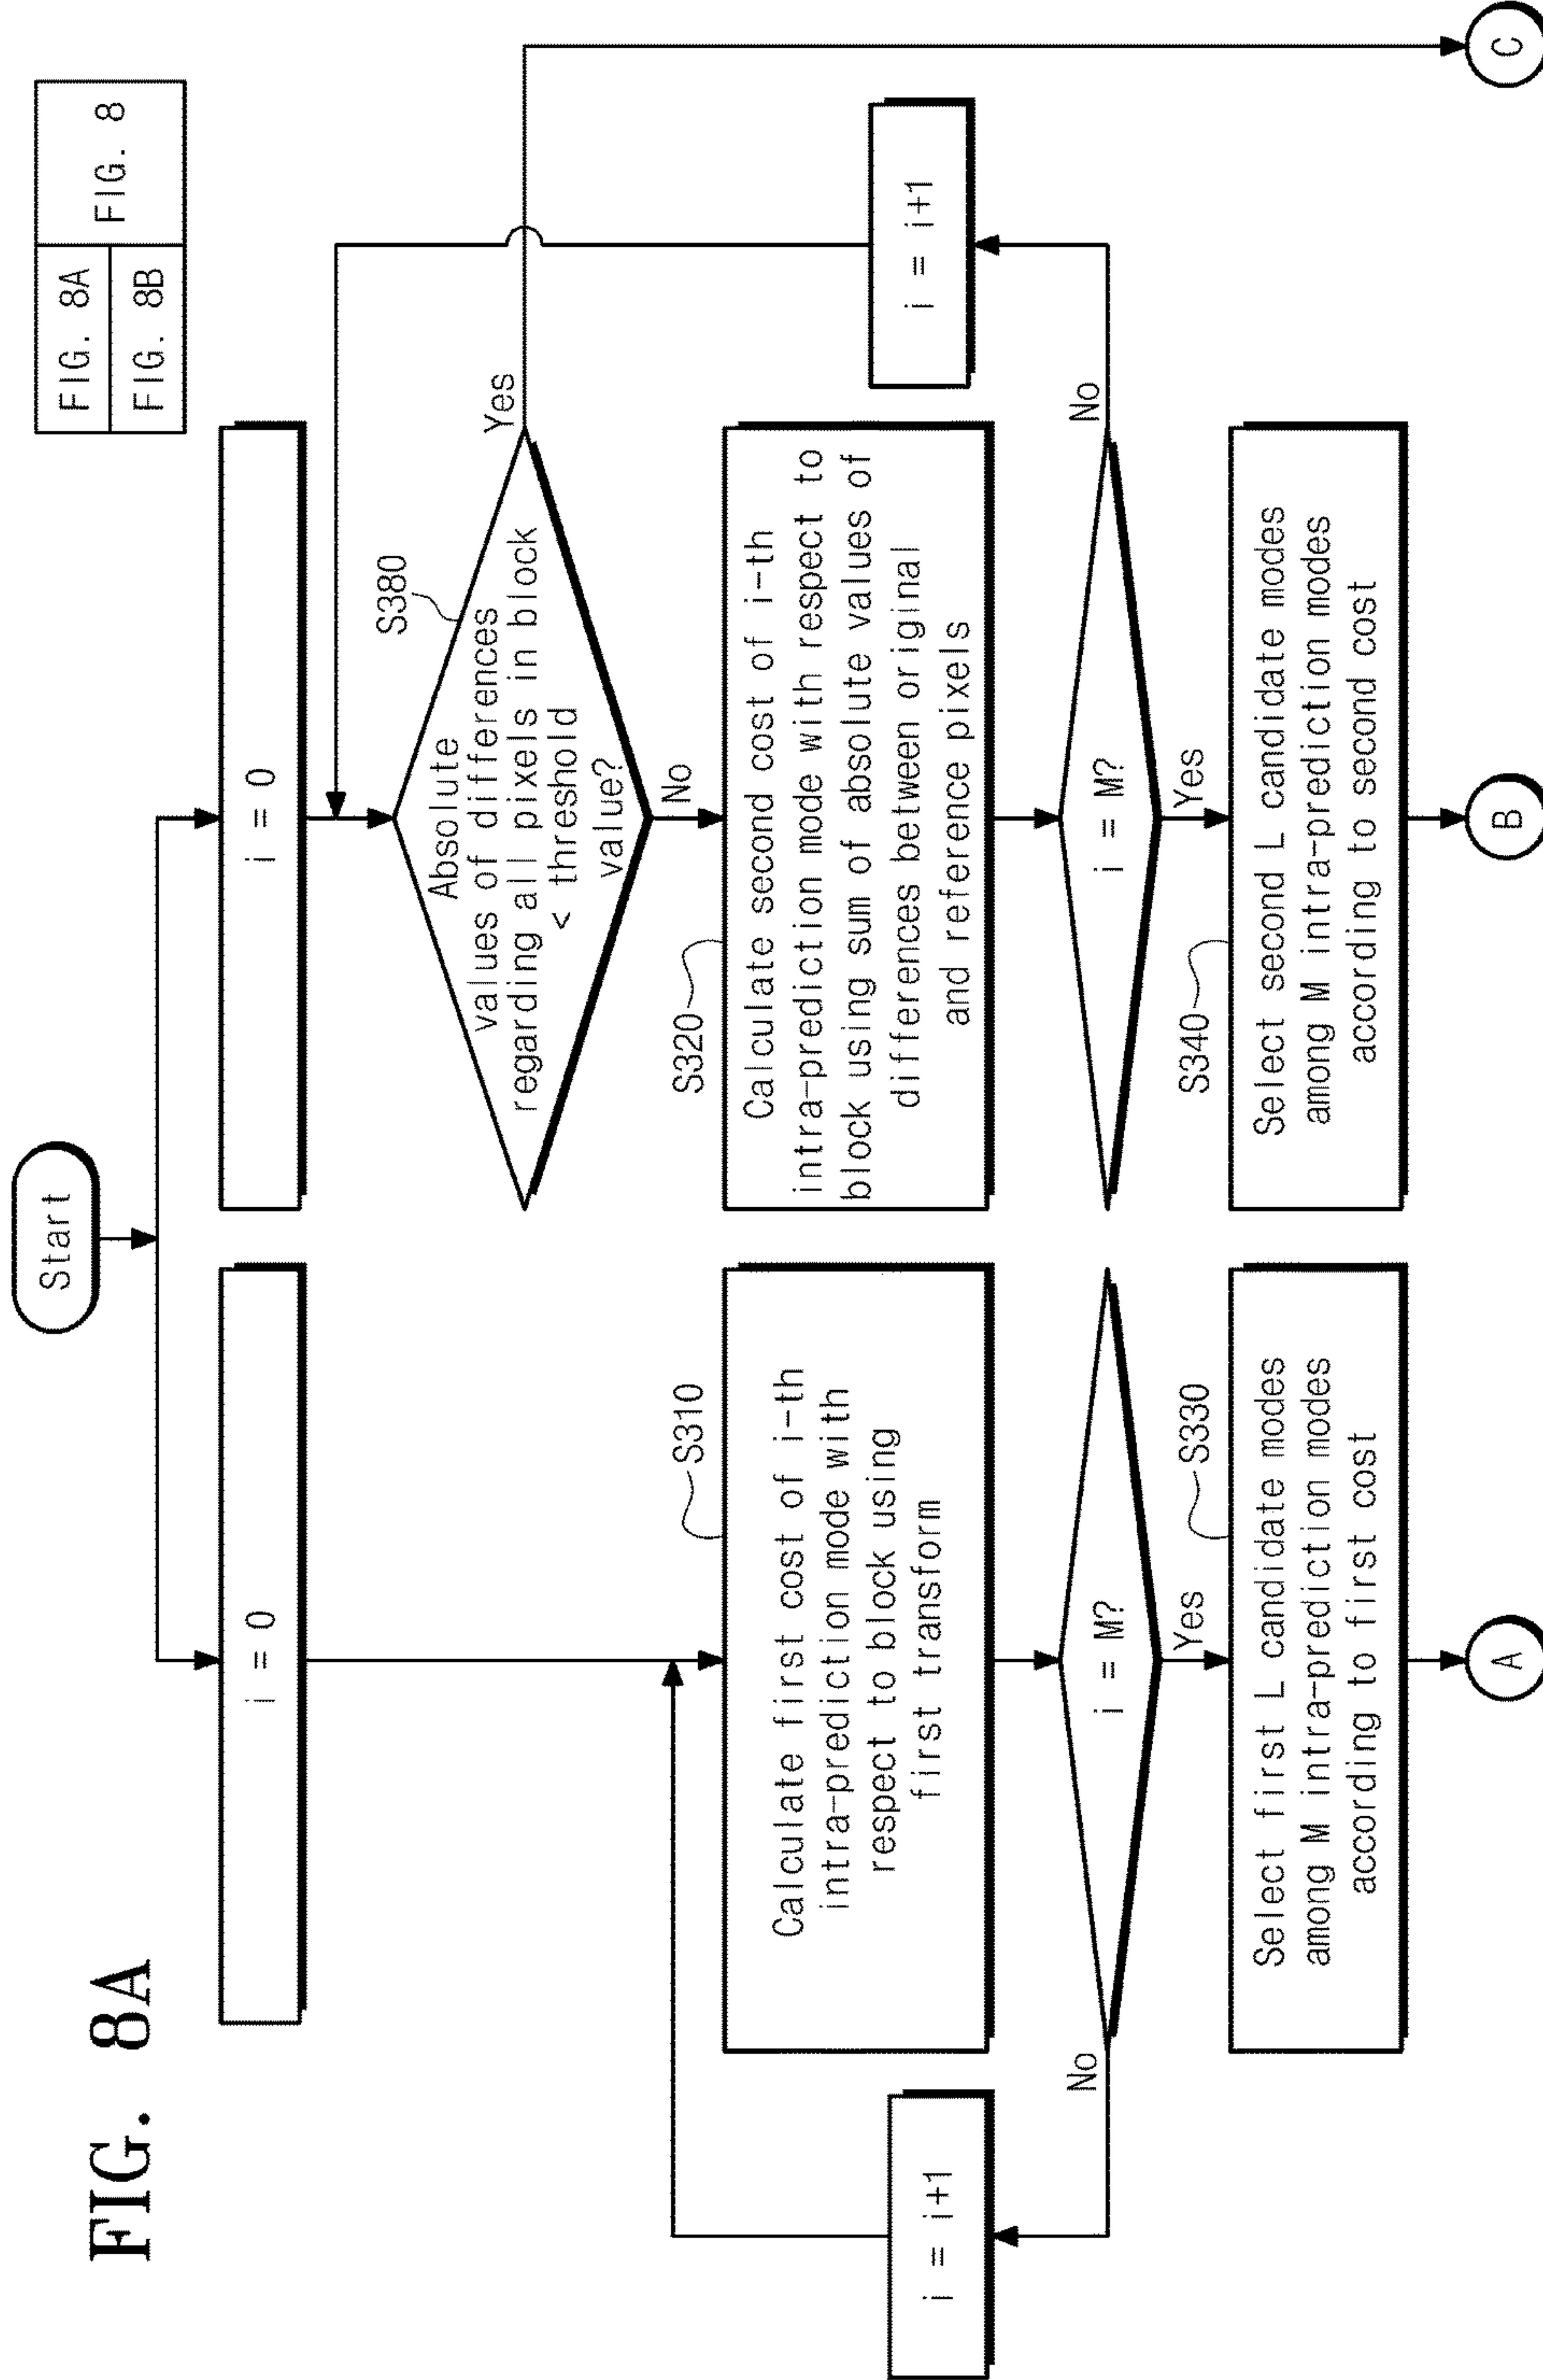 FIG. 8A
FIG. 8A
FIG. 8B
FIG. 8
Start
i = 0
i = 0
S380
Absolute
values of differences
regarding all pixels in block
< threshold
value?
Yes
No
S310
Calculate first cost of i-th
intra-prediction mode with
respect to block using
first transform
S320
Calculate second cost of i-th
intra-prediction mode with respect to
block using sum of absolute values of
differences between original
and reference pixels
i = i+1
i = i+1
No
i = M?
Yes
i = M?
No
Yes
S330
Select first L candidate modes
among M intra-prediction modes
according to first cost
S340
Select second L candidate modes
among M intra-prediction modes
according to second cost
A
B
C